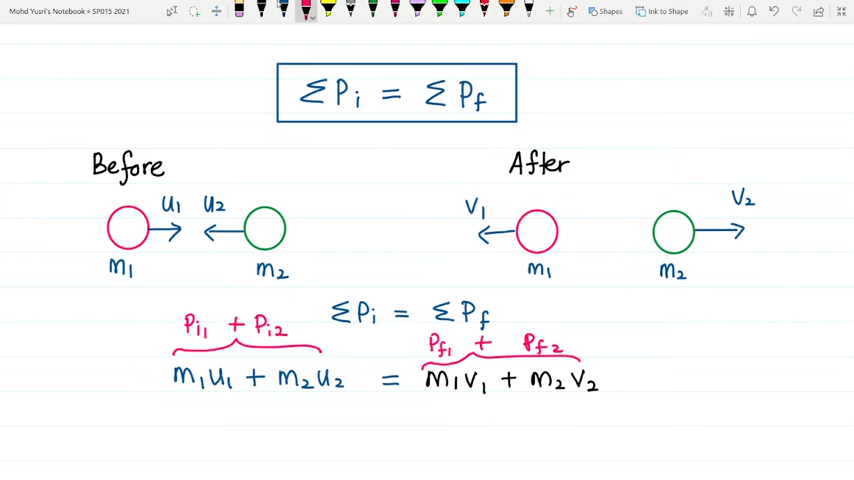 Mohd Yusri's Notebook > SP015 2021
Shapes
Ink to Shape
ΣPi = ΣPf
Before
After
u1 u2
v1
v2
m1
m2
m1
m2
ΣPi = ΣPf
Pi1 + Pi2
Pf1 + Pf2
m1u1 + m2u2 = m1v1 + m2v2